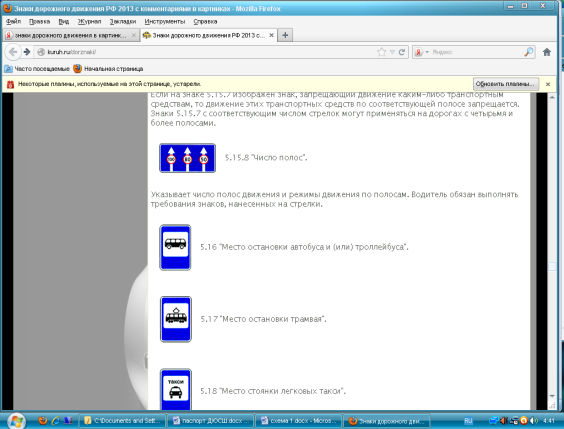 Знаки дорожного движения РФ 2013 с комментариями в картинках - Mozilla Firefox
Файл Правка Вид Журнал Закладки Инструменты Справка
знаки дорожного движения в картинк...
Знаки дорожного движения РФ 2013 с...
kuruh.ru/dorznaki/
Яндекс
Часто посещаемые
Начальная страница
Некоторые плагины, используемые на этой странице, устарели.
Обновить плагины...
Если на знаке 5.15.7 изображен знак, запрещающий движение каким-либо транспортным
средствам, то движение этих транспортных средств по соответствующей полосе запрещается.
Знаки 5.15.7 с соответствующим числом стрелок могут применяться на дорогах с четырьмя и
более полосами.
100 80 50
5.15.8 "Число полос".
Указывает число полос движения и режимы движения по полосам. Водитель обязан выполнять
требования знаков, нанесенных на стрелки.
5.16 "Место остановки автобуса и (или) троллейбуса".
5.17 "Место остановки трамвая".
ТАКСИ
5.18 "Место стоянки легковых такси".
C:\Documents and Sett...
паспорт ДЮСШ.docx ...
схема 1.docx - Micros...
Знаки дорожного дви...
RU
4:41